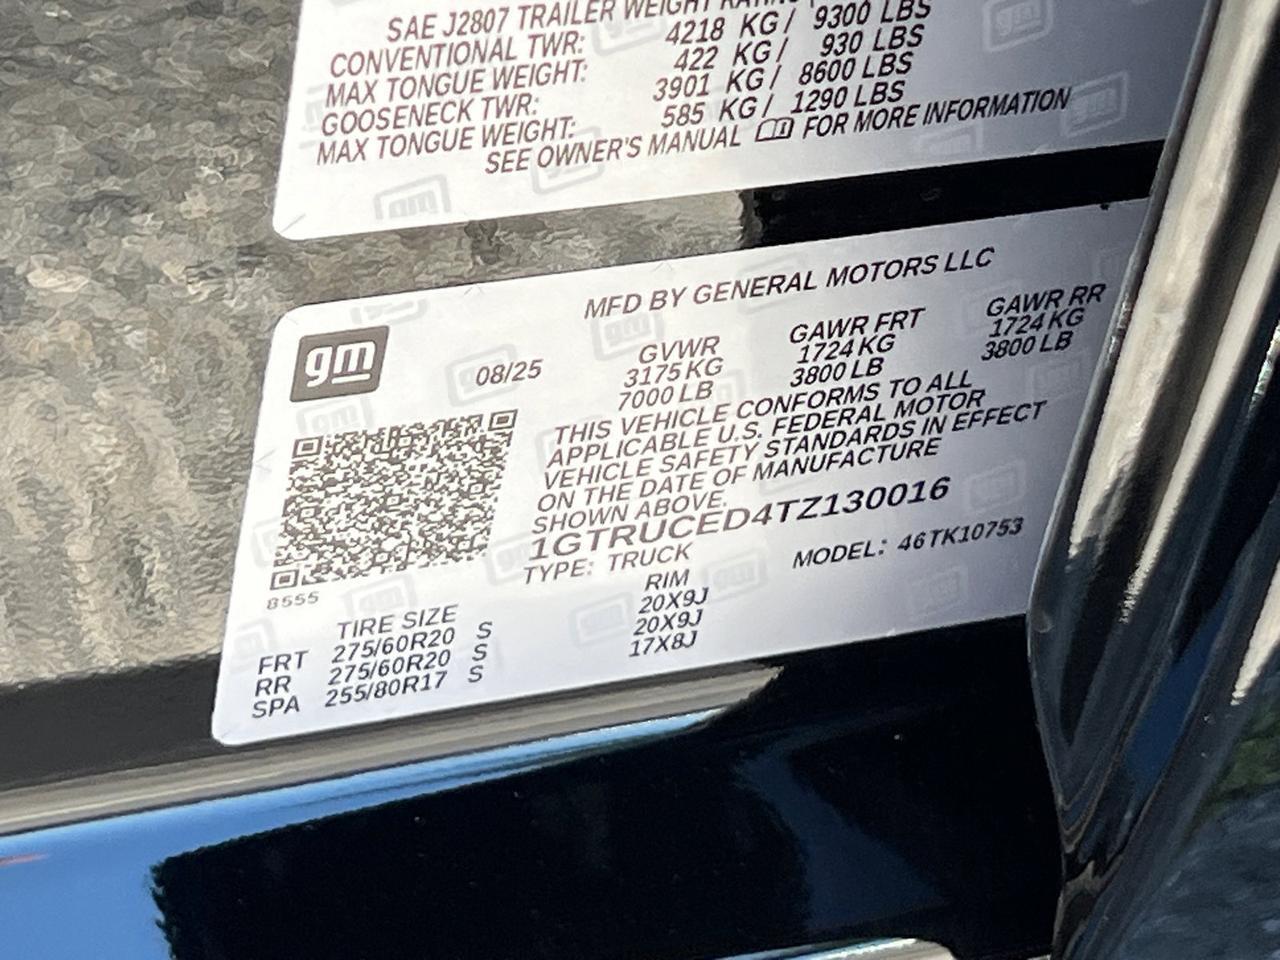 SAE J2807 TRAILER WEIGHT RATING
CONVENTIONAL TWR: 4218 KG / 9300 LBS
MAX TONGUE WEIGHT: 422 KG / 930 LBS
GOOSENECK TWR: 3901 KG / 8600 LBS
MAX TONGUE WEIGHT: 585 KG / 1290 LBS
SEE OWNER'S MANUAL FOR MORE INFORMATION
MFD BY GENERAL MOTORS LLC
gm
08/25
GVWR GAWR FRT GAWR RR
3175 KG 1724 KG 1724 KG
7000 LB 3800 LB 3800 LB
THIS VEHICLE CONFORMS TO ALL
APPLICABLE U.S. FEDERAL MOTOR
VEHICLE SAFETY STANDARDS IN EFFECT
ON THE DATE OF MANUFACTURE
SHOWN ABOVE.
1GTRUCED4TZ130016
TYPE: TRUCK MODEL: 46TK10753
8555
TIRE SIZE RIM
FRT 275/60R20 S 20X9J
RR 275/60R20 S 20X9J
SPA 255/80R17 S 17X8J